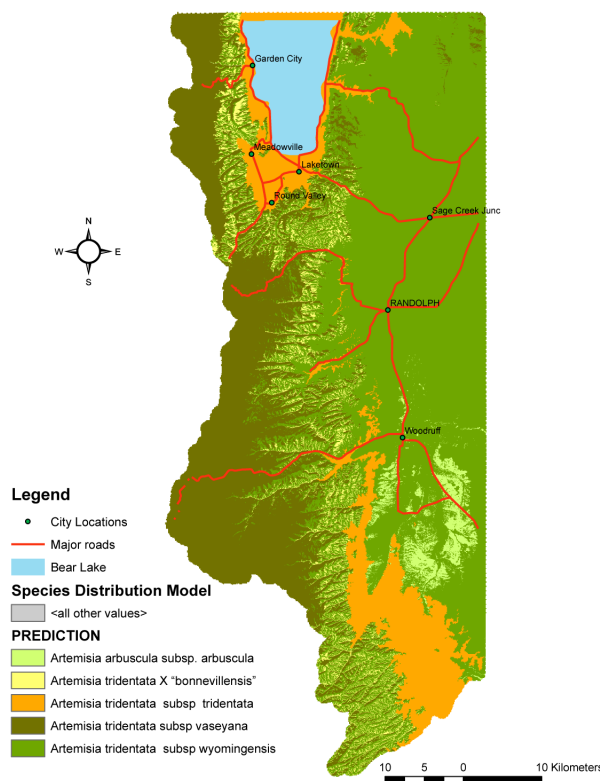 Garden City
Meadowville
Laketown
Round Valley
Sage Creek Junc
N
W E
S
RANDOLPH
Woodruff
Legend
City Locations
Major roads
Bear Lake
Species Distribution Model
<all other values>
PREDICTION
Artemisia arbuscula subsp. arbuscula
Artemisia tridentata X “bonnevillensis”
Artemisia tridentata subsp tridentata
Artemisia tridentata subsp vaseyana
Artemisia tridentata subsp wyomingensis
10 5 0 10 Kilometers